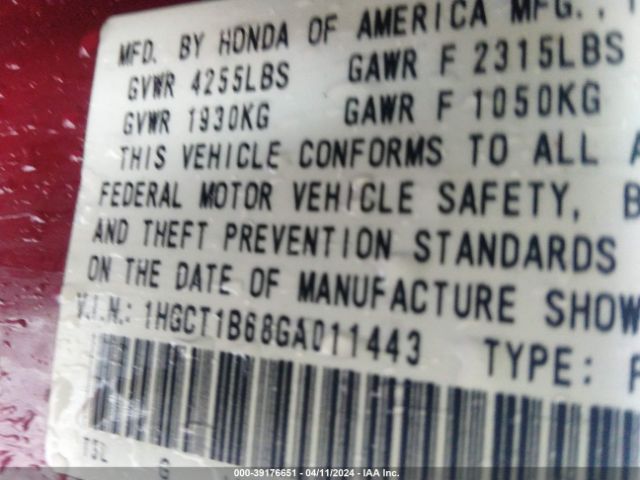 MFD. BY HONDA OF AMERICA MFG.,
GVWR 4255LBS GAWR F 2315LBS
GVWR 1930KG GAWR F 1050KG
THIS VEHICLE CONFORMS TO ALL A
FEDERAL MOTOR VEHICLE SAFETY, B
AND THEFT PREVENTION STANDARDS
ON THE DATE OF MANUFACTURE SHOW
V.I.N.: 1HGCT1B68GA011443 TYPE: P
G
000-39176651 - 04/11/2024 - IAA Inc.